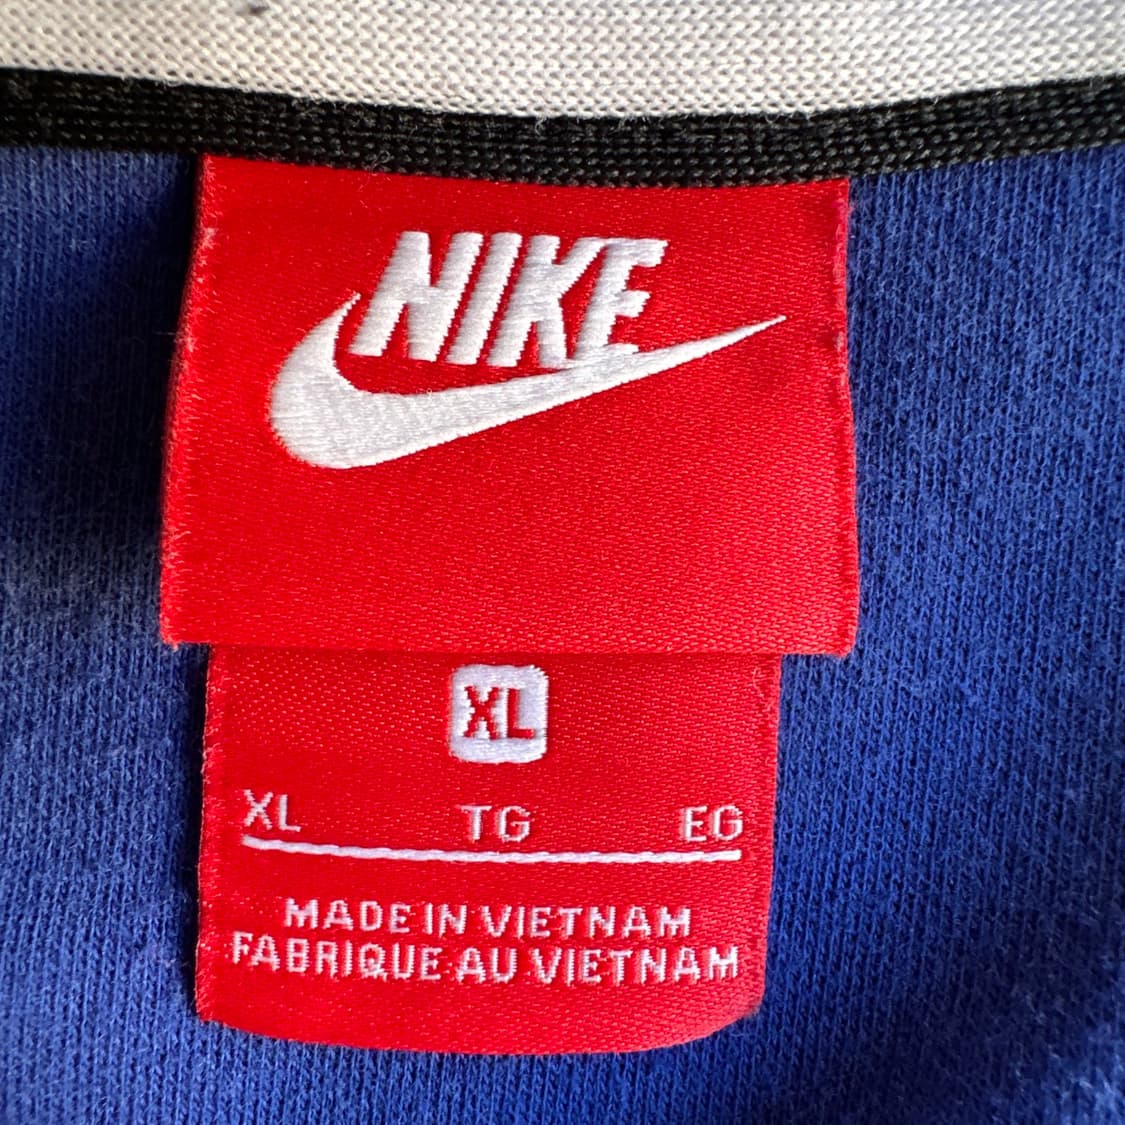 NIKE
XL
XL TG EG
MADE IN VIETNAM
FABRIQUE AU VIETNAM